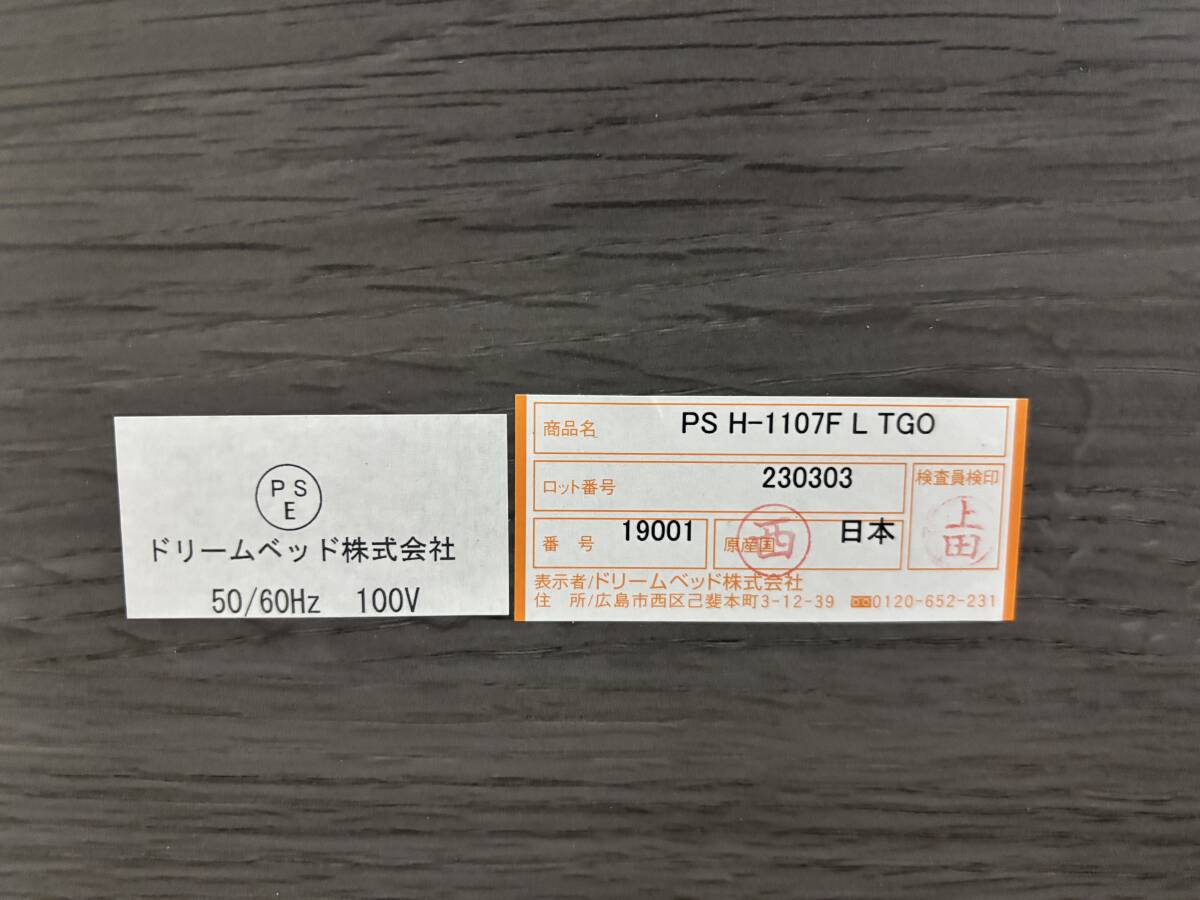 PS
E
ドリームベッド株式会社
50/60Hz 100V
商品名 PS H-1107F L TGO
ロット番号 230303
検査員検印
上田
番 号 19001
原産国 日本
西
表示者/ドリームベッド株式会社
住 所/広島市西区己斐本町3-12-39 0120-652-231